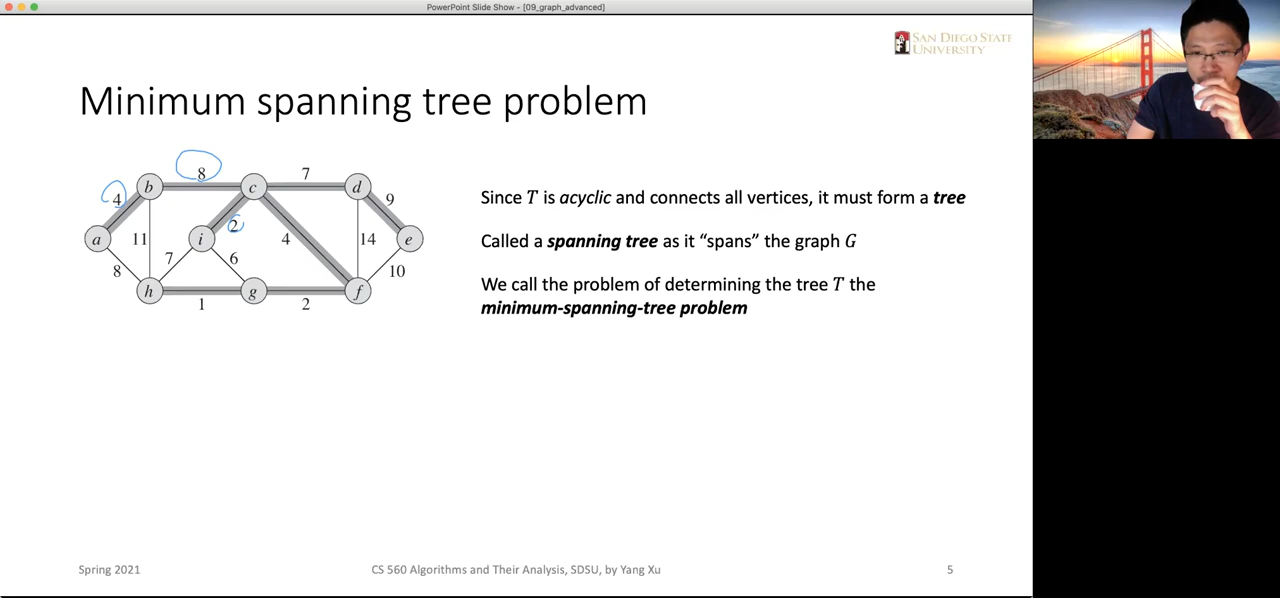 PowerPoint Slide Show - [09_graph_advanced]
SAN DIEGO STATE
UNIVERSITY
Minimum spanning tree problem
8 7
b c d
4 2 9
a 11 i 4 14 e
7 6
8 10
h g f
1 2
Since T is acyclic and connects all vertices, it must form a tree
Called a spanning tree as it “spans” the graph G
We call the problem of determining the tree T the
minimum-spanning-tree problem
Spring 2021
CS 560 Algorithms and Their Analysis, SDSU, by Yang Xu
5